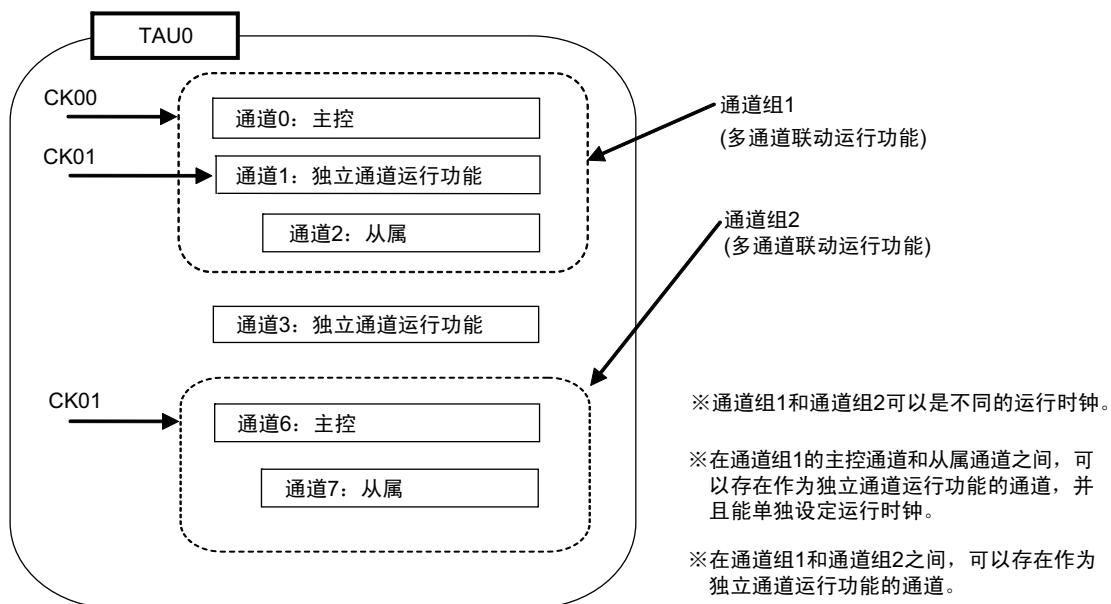 TAU0
CK00
通道0：主控
CK01
通道1：独立通道运行功能
通道2：从属
通道组1
(多通道联动运行功能)
通道组2
(多通道联动运行功能)
通道3：独立通道运行功能
CK01
通道6：主控
通道7：从属
※通道组1和通道组2可以是不同的运行时钟。
※在通道组1的主控通道和从属通道之间，可
以存在作为独立通道运行功能的通道，并
且能单独设定运行时钟。
※在通道组1和通道组2之间，可以存在作为
独立通道运行功能的通道。